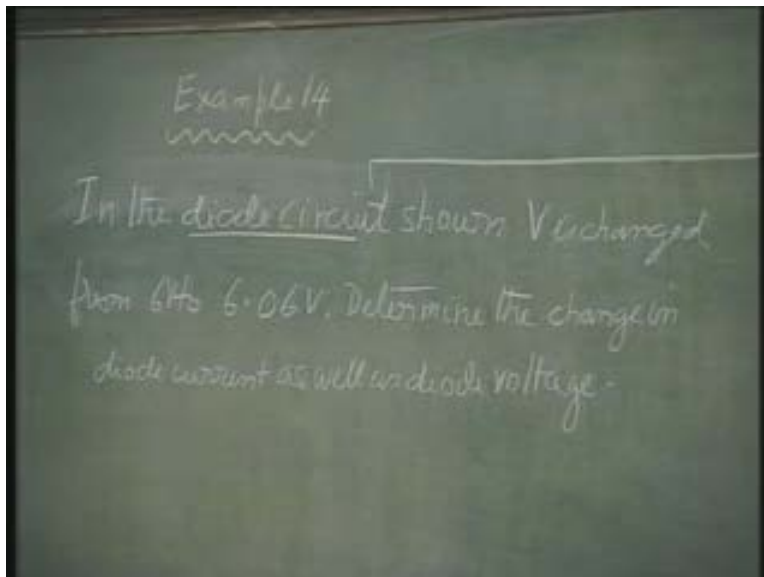 Example 14
In the diode circuit shown V is changed
from 6 to 6.06V. Determine the change in
diode current as well as diode voltage.